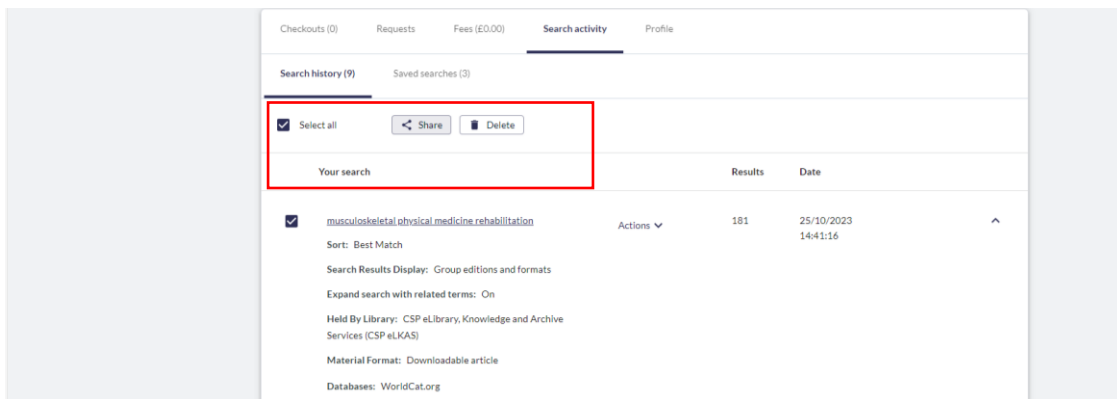 Checkouts (0) Requests Fees (£0.00) Search activity Profile
Search history (9) Saved searches (3)
Select all Share Delete
Your search Results Date
musculoskeletal physical medicine rehabilitation Actions 181 25/10/2023
14:41:16
Sort: Best Match
Search Results Display: Group editions and formats
Expand search with related terms: On
Held By Library: CSP eLibrary, Knowledge and Archive
Services (CSP eLKAS)
Material Format: Downloadable article
Databases: WorldCat.org